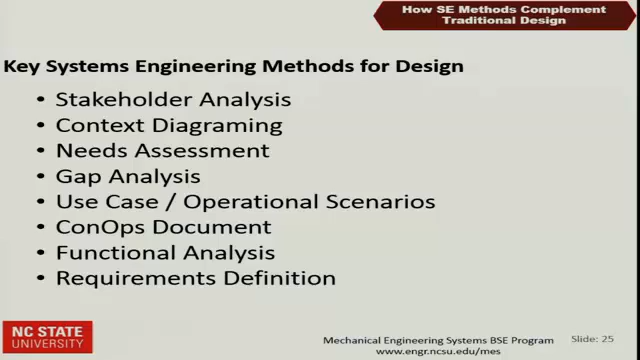 How SE Methods Complement
Traditional Design
Key Systems Engineering Methods for Design
• Stakeholder Analysis
• Context Diagraming
• Needs Assessment
• Gap Analysis
• Use Case / Operational Scenarios
• ConOps Document
• Functional Analysis
• Requirements Definition
NC STATE
UNIVERSITY
Mechanical Engineering Systems BSE Program
www.engr.ncsu.edu/mes
Slide: 25